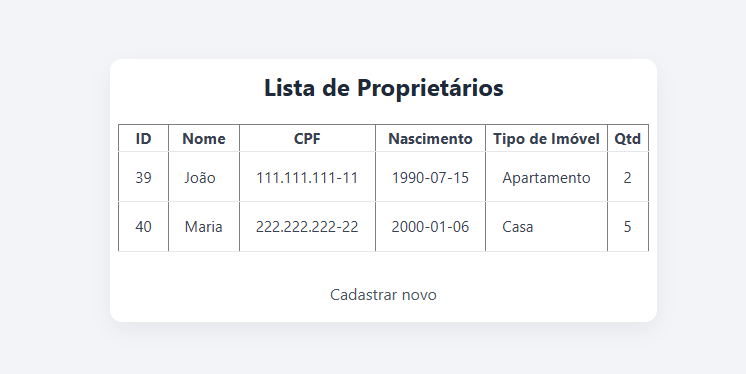 Lista de Proprietários
ID Nome CPF Nascimento Tipo de Imóvel Qtd
39 João 111.111.111-11 1990-07-15 Apartamento 2
40 Maria 222.222.222-22 2000-01-06 Casa 5
Cadastrar novo